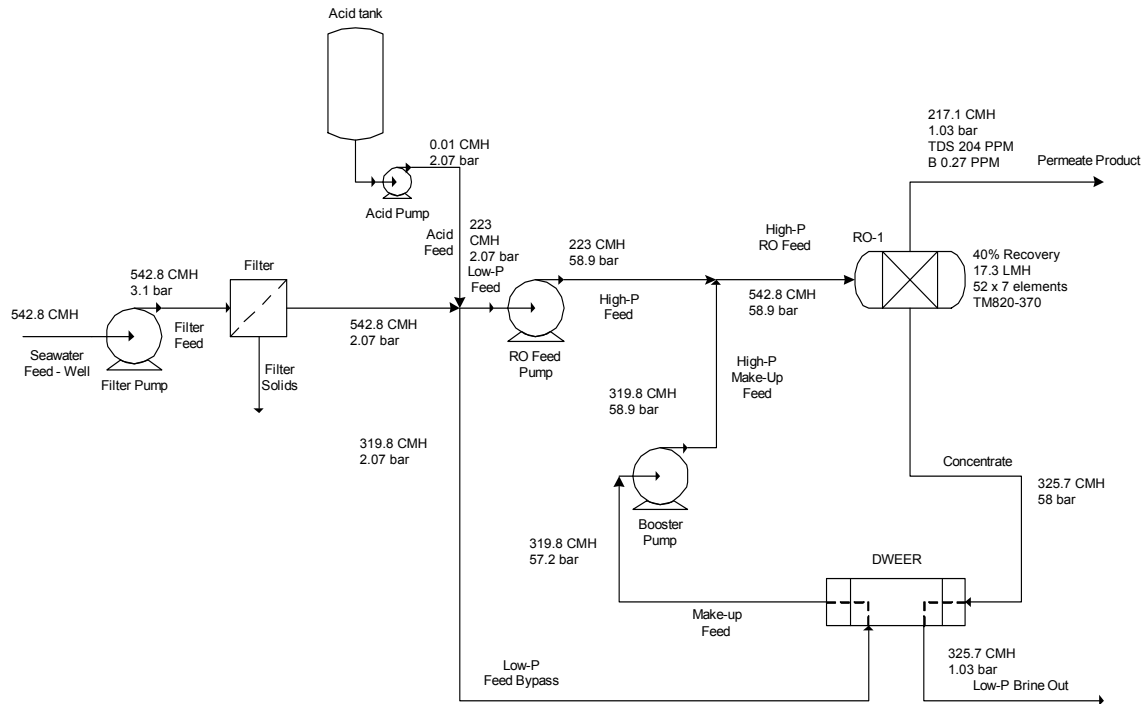 Acid tank
0.01 CMH
2.07 bar
Acid Pump
Acid
Feed
223
CMH
2.07 bar
Low-P
Feed
542.8 CMH
3.1 bar
Filter
542.8 CMH
Seawater
Feed - Well
Filter Pump
Filter
Feed
Filter
Solids
542.8 CMH
2.07 bar
RO Feed
Pump
223 CMH
58.9 bar
High-P
Feed
High-P
RO Feed
542.8 CMH
58.9 bar
RO-1
217.1 CMH
1.03 bar
TDS 204 PPM
B 0.27 PPM
Permeate Product
40% Recovery
17.3 LMH
52 x 7 elements
TM820-370
High-P
Make-Up
Feed
319.8 CMH
58.9 bar
319.8 CMH
2.07 bar
Booster
Pump
Concentrate
325.7 CMH
58 bar
319.8 CMH
57.2 bar
DWEER
Make-up
Feed
Low-P
Feed Bypass
325.7 CMH
1.03 bar
Low-P Brine Out